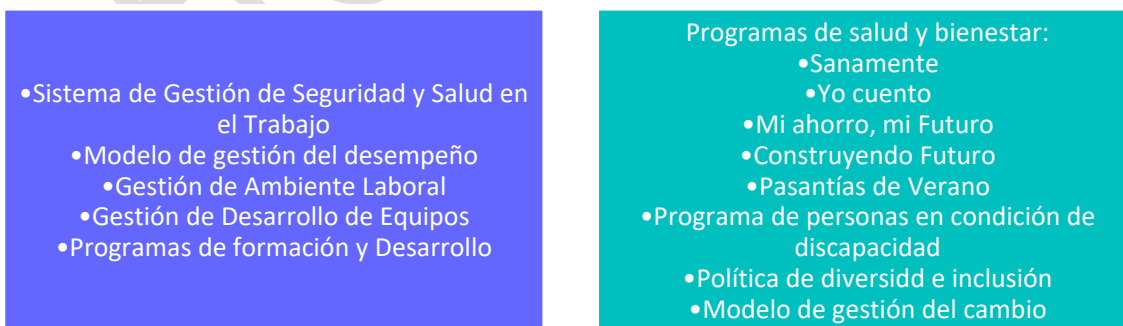 •Sistema de Gestión de Seguridad y Salud en
el Trabajo
•Modelo de gestión del desempeño
•Gestión de Ambiente Laboral
•Gestión de Desarrollo de Equipos
•Programas de formación y Desarrollo
Programas de salud y bienestar:
•Sanamente
•Yo cuento
•Mi ahorro, mi Futuro
•Construyendo Futuro
•Pasantías de Verano
•Programa de personas en condición de
discapacidad
•Política de diversidd e inclusión
•Modelo de gestión del cambio